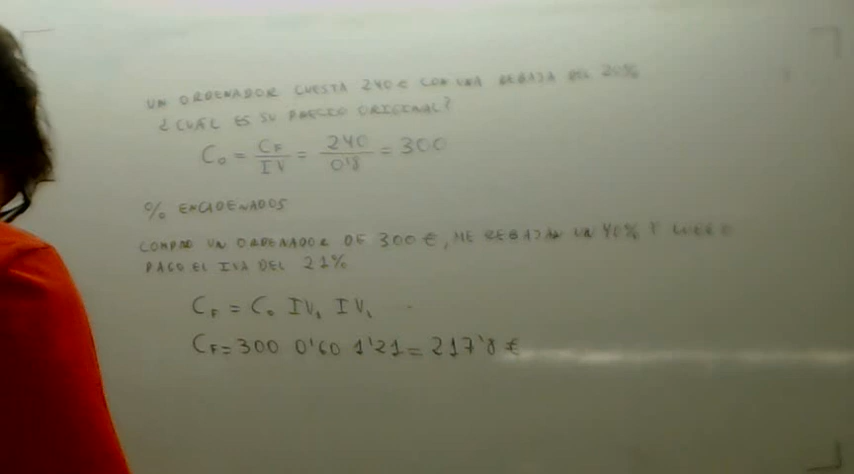 UN ORDENADOR CUESTA 240€ CON UNA REBAJA DEL 20%
¿CUÁL ES SU PRECIO ORIGINAL?
C₀ = C_F / IV = 240 / 0'8 = 300
% ENCADENADOS
COMPRO UN ORDENADOR DE 300€, ME REBAJAN UN 40% Y LUEGO
PAGO EL IVA DEL 21%
C_F = C₀ IV₁ IV₂
C_F = 300 0'60 1'21 = 217'8 €